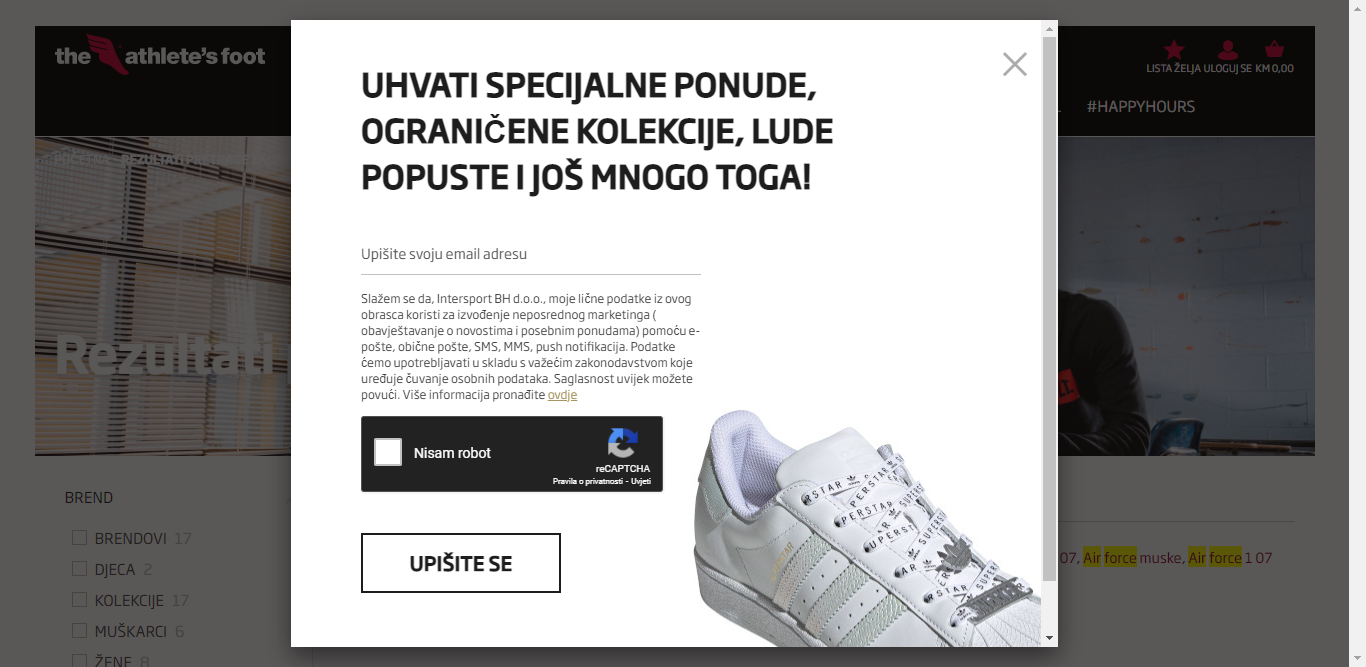 the athlete's foot
LISTA ŽELJA ULOGUJ SE KM 0,00
#HAPPYHOURS
UHVATI SPECIJALNE PONUDE,
OGRANIČENE KOLEKCIJE, LUDE
POPUSTE I JOŠ MNOGO TOGA!
Rezultati
Upišite svoju email adresu
Slažem se da, Intersport BH d.o.o., moje lične podatke iz ovog
obrasca koristi za izvođenje neposrednog marketinga (
obavještavanje o novostima i posebnim ponudama) pomoću e-
pošte, obične pošte, SMS, MMS, push notifikacija. Podatke
ćemo upotrebljavati u skladu s važećim zakonodavstvom koje
uređuje čuvanje osobnih podataka. Saglasnost uvijek možete
povući. Više informacija pronađite ovdje
Nisam robot
reCAPTCHA
Pravila o privatnosti - Uvjeti
UPIŠITE SE
BREND
BRENDOVI 17
DJECA 2
KOLEKCIJE 17
MUŠKARCI 6
ŽENE 8
07, Air force muske, Air force 1 07
SUPERSTAR